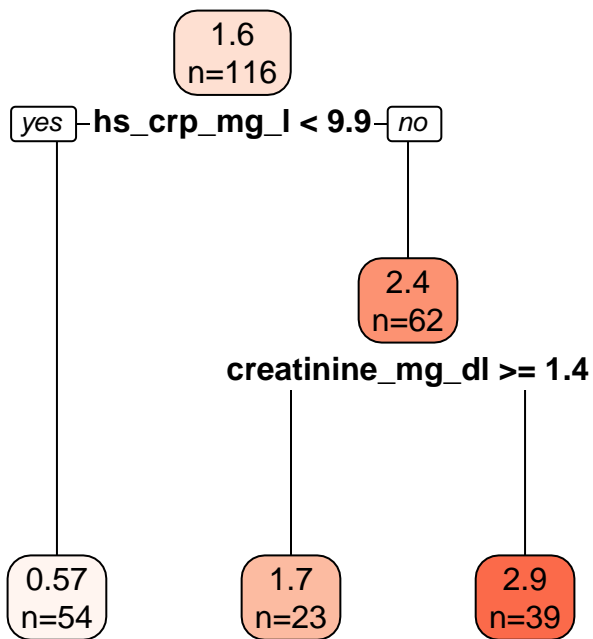 1.6
n=116
yes hs_crp_mg_l < 9.9 no
2.4
n=62
creatinine_mg_dl >= 1.4
0.57
n=54
1.7
n=23
2.9
n=39